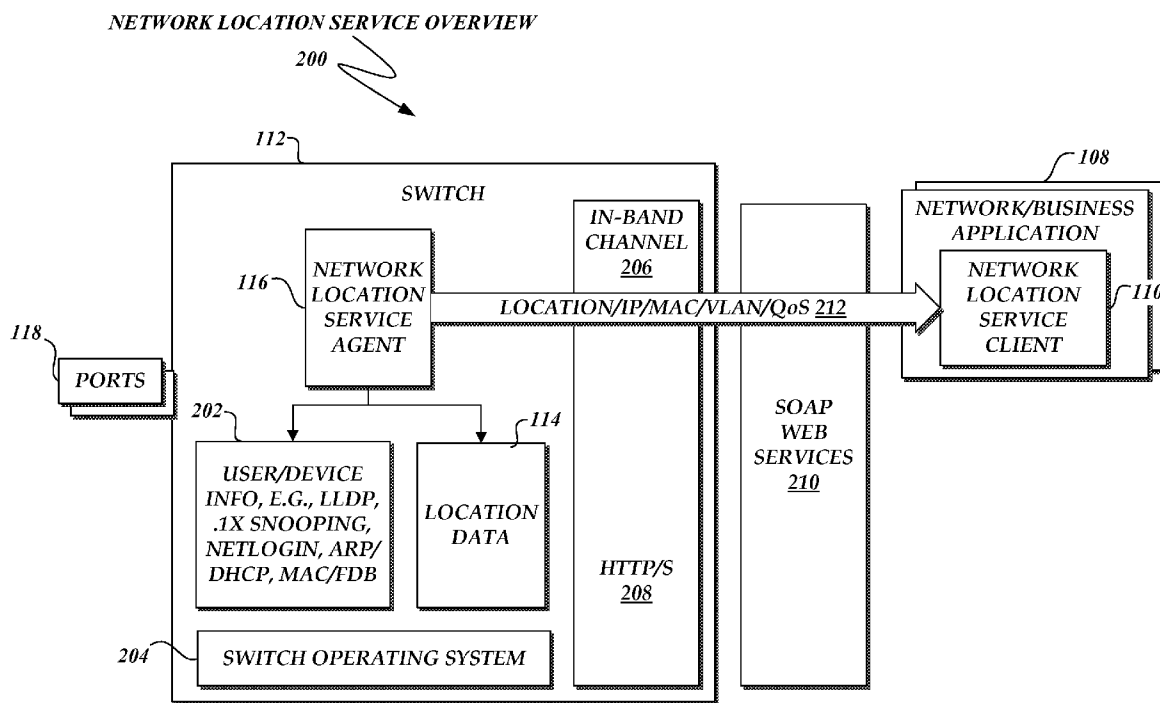 NETWORK LOCATION SERVICE OVERVIEW
200
112
108
SWITCH
NETWORK/BUSINESS
APPLICATION
IN-BAND
CHANNEL
206
116
NETWORK
LOCATION
SERVICE
AGENT
LOCATION/IP/MAC/VLAN/QoS 212
NETWORK
LOCATION
SERVICE
CLIENT
110
118
PORTS
202
114
USER/DEVICE
INFO, E.G., LLDP,
.1X SNOOPING,
NETLOGIN, ARP/
DHCP, MAC/FDB
LOCATION
DATA
HTTP/S
208
SOAP
WEB
SERVICES
210
204
SWITCH OPERATING SYSTEM